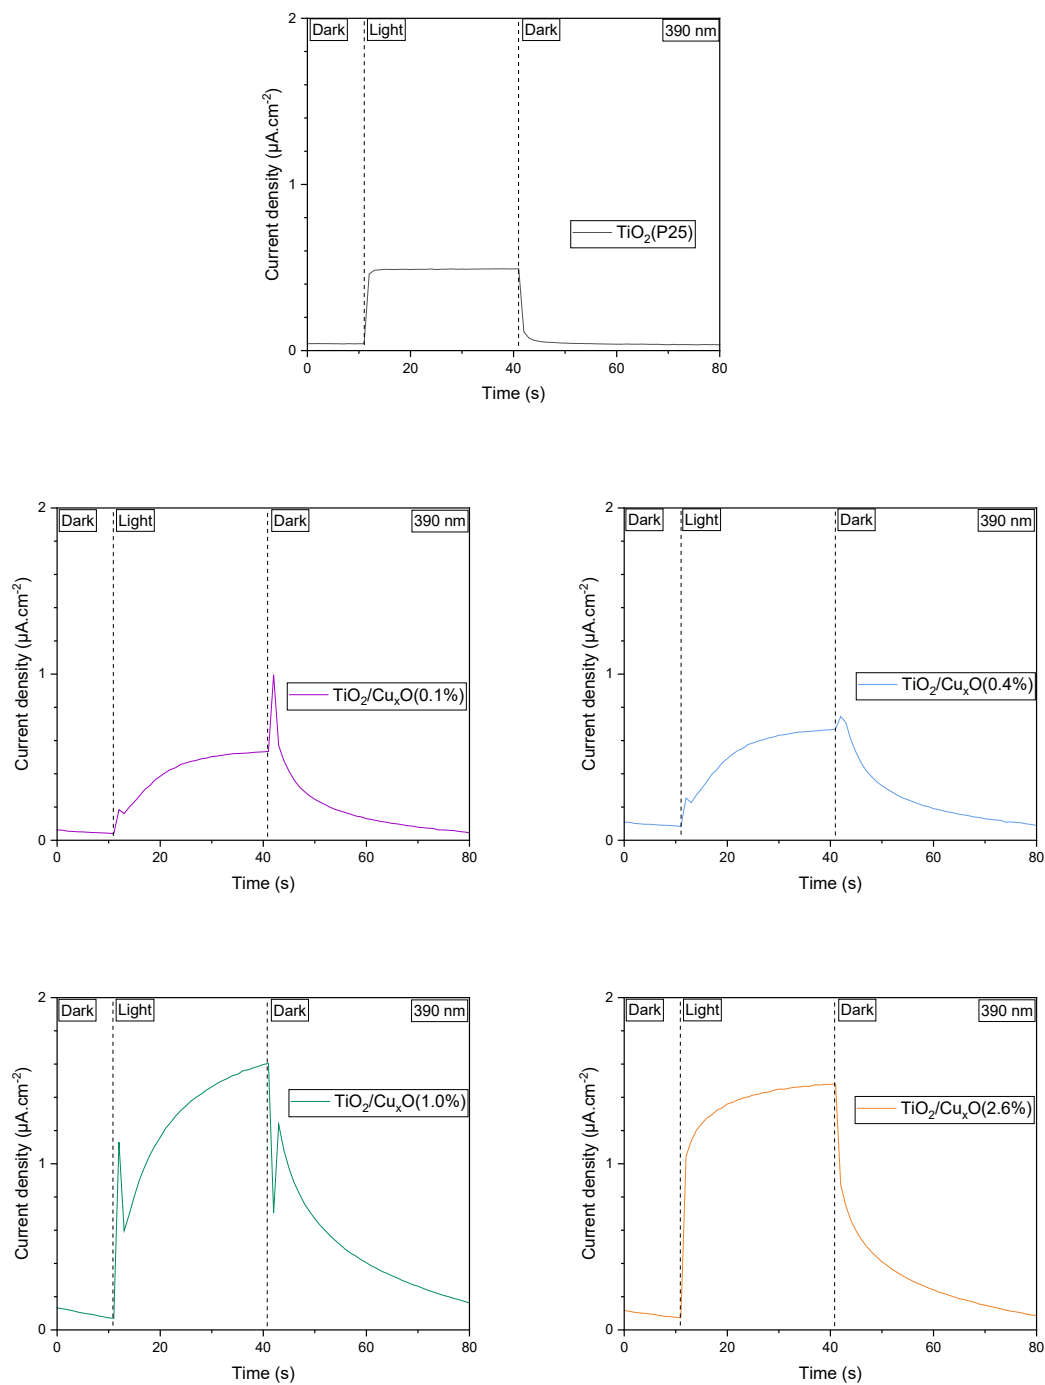 2
Dark
Light
Dark
390 nm
Current density (µA.cm⁻²)
1
TiO₂(P25)
0
0
20
40
60
80
Time (s)
2
Dark
Light
Dark
390 nm
Current density (µA.cm⁻²)
1
TiO₂/CuₓO(0.1%)
0
0
20
40
60
80
Time (s)
2
Dark
Light
Dark
390 nm
Current density (µA.cm⁻²)
1
TiO₂/CuₓO(0.4%)
0
0
20
40
60
80
Time (s)
2
Dark
Light
Dark
390 nm
Current density (µA.cm⁻²)
TiO₂/CuₓO(1.0%)
1
0
0
20
40
60
80
Time (s)
2
Dark
Light
Dark
390 nm
Current density (µA.cm⁻²)
TiO₂/CuₓO(2.6%)
1
0
0
20
40
60
80
Time (s)